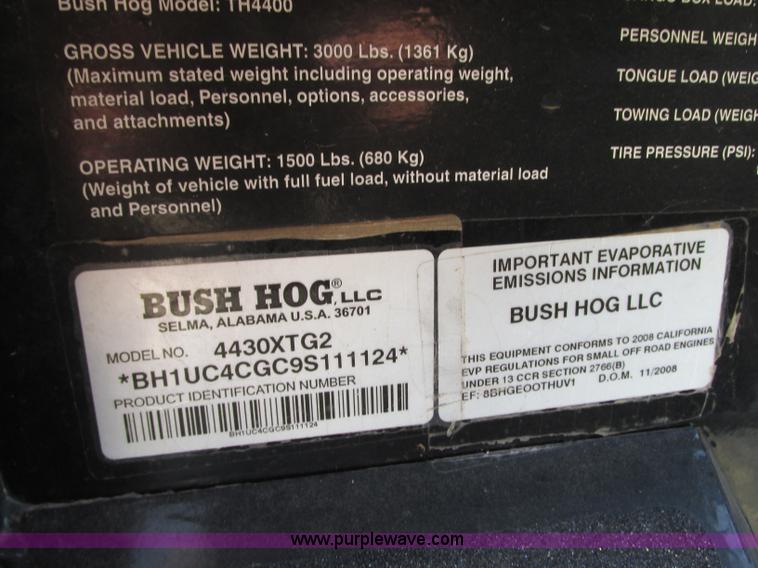 Bush Hog Model: TH4400
GROSS VEHICLE WEIGHT: 3000 Lbs. (1361 Kg)
(Maximum stated weight including operating weight,
material load, Personnel, options, accessories,
and attachments)
OPERATING WEIGHT: 1500 Lbs. (680 Kg)
(Weight of vehicle with full fuel load, without material load
and Personnel)
BOX LOAD:
PERSONNEL WEIGH
TONGUE LOAD (WEIG
TOWING LOAD (WEIGH
TIRE PRESSURE (PSI):
BUSH HOG®, LLC
SELMA, ALABAMA U.S.A. 36701
MODEL NO. 4430XTG2
*BH1UC4CGC9S111124*
PRODUCT IDENTIFICATION NUMBER
BH1UC4CGC9S111124
IMPORTANT EVAPORATIVE
EMISSIONS INFORMATION
BUSH HOG LLC
THIS EQUIPMENT CONFORMS TO 2008 CALIFORNIA
EVP REGULATIONS FOR SMALL OFF ROAD ENGINES
UNDER 13 CCR SECTION 2766(B)
EF: 8BHGEOOTHUV1 D.O.M. 11/2008
www.purplewave.com